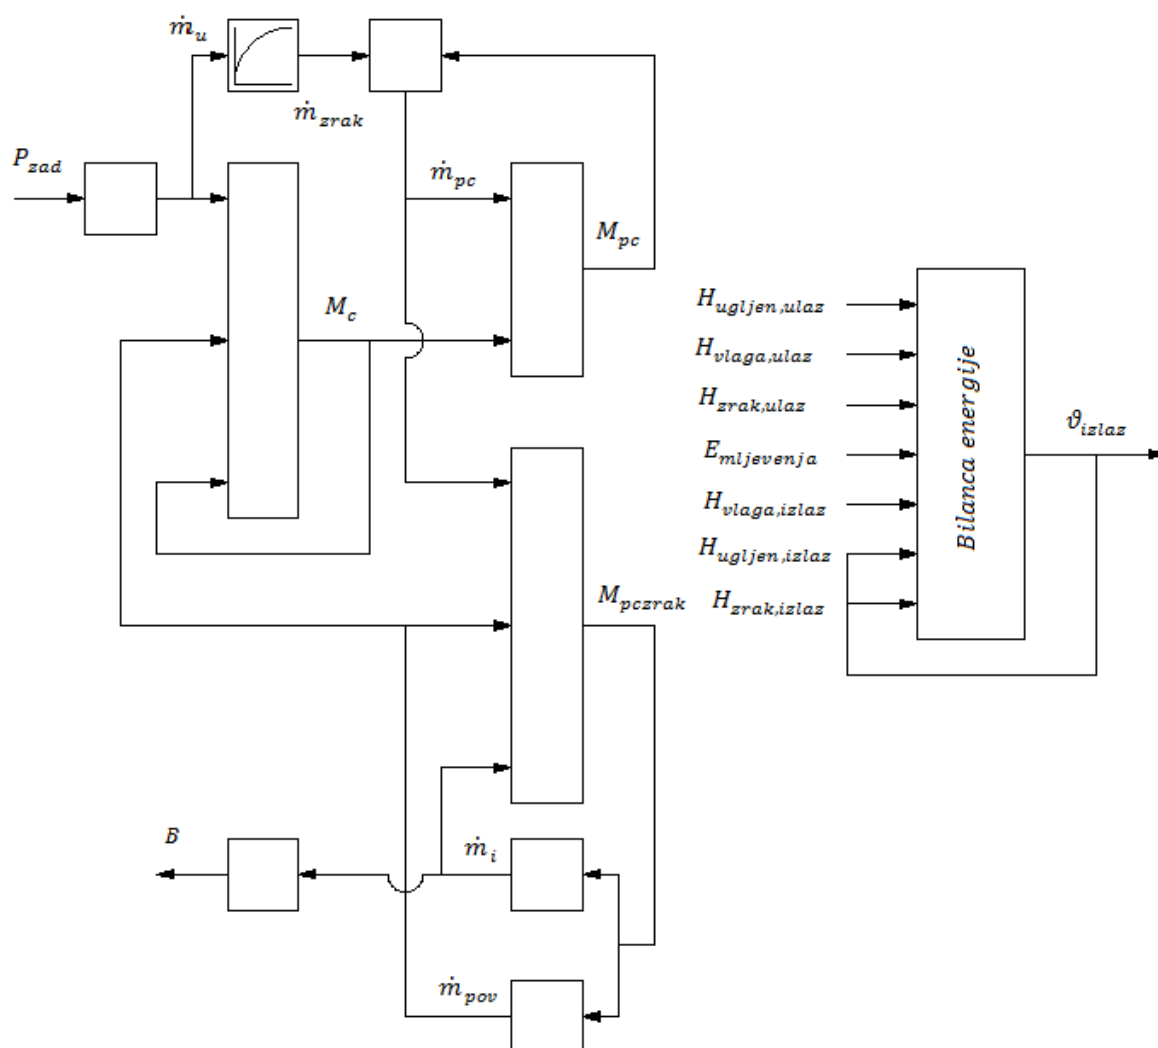 ṁ_u
ṁ_zrak
P_zad
ṁ_pc
M_pc
M_c
M_pczrak
B
ṁ_i
ṁ_pov
H_ugljen,ulaz
H_vlaga,ulaz
H_zrak,ulaz
E_mljevenja
H_vlaga,izlaz
H_ugljen,izlaz
H_zrak,izlaz
Bilanca energije
ϑ_izlaz